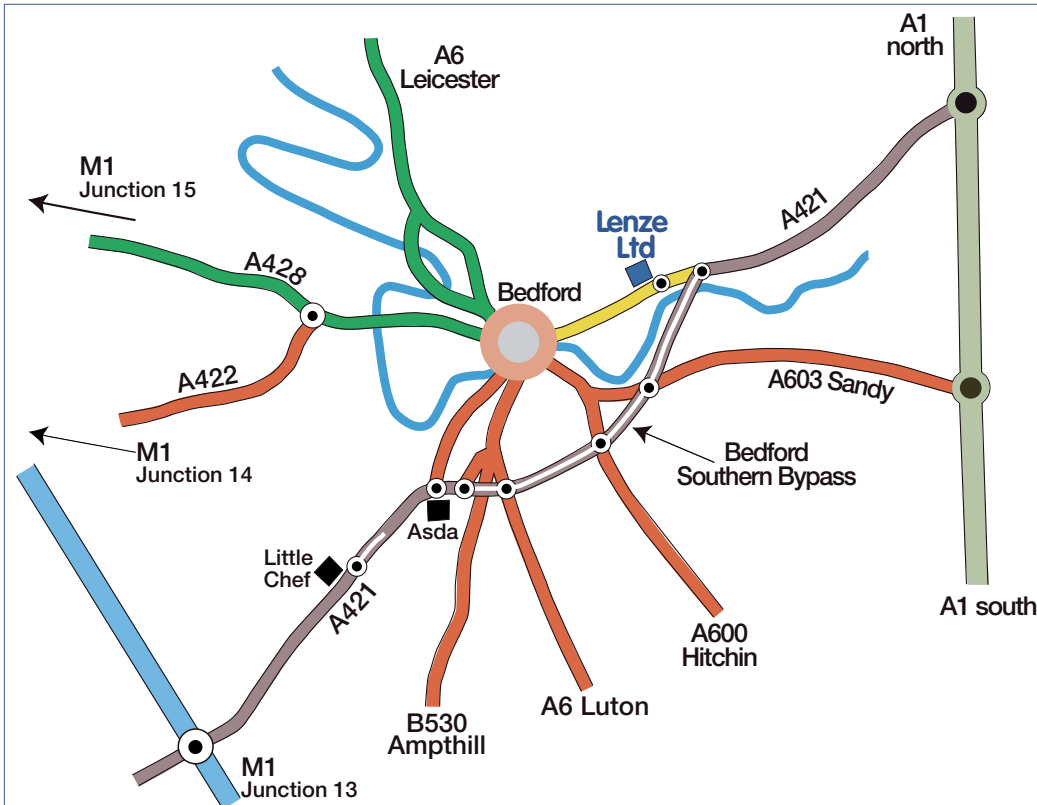 A1
north
A6
Leicester
M1
Junction 15
A421
Lenze
Ltd
A428
Bedford
A422
A603 Sandy
M1
Junction 14
Bedford
Southern Bypass
Asda
Little
Chef
A421
A1 south
A600
Hitchin
A6 Luton
B530
Ampthill
M1
Junction 13